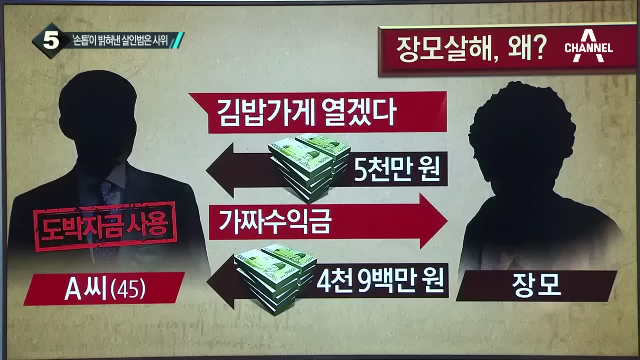 5 '손톱'이 밝혀낸 살인범은 사위
장모살해, 왜?
CHANNEL A
김밥가게 열겠다
5천만 원
도박자금 사용
가짜수익금
4천 9백만 원
A씨(45)
장모